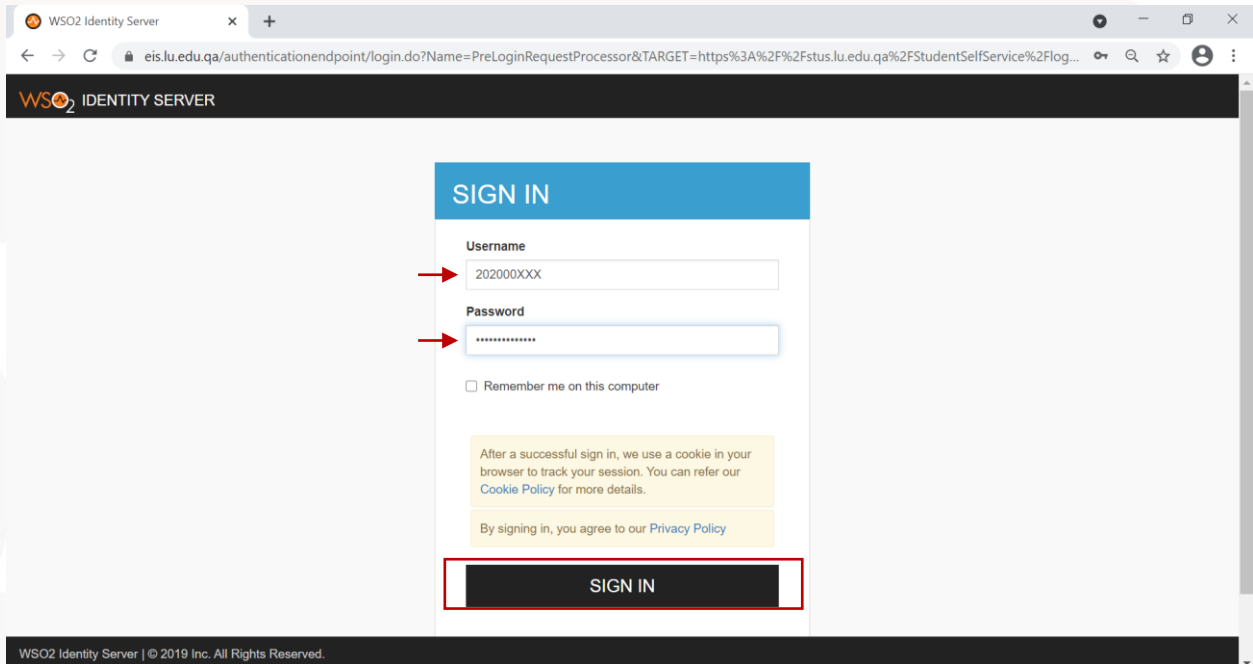 WSO2 Identity Server
eis.lu.edu.qa/authenticationendpoint/login.do?Name=PreLoginRequestProcessor&TARGET=https%3A%2F%2Fstus.lu.edu.qa%2FStudentSelfService%2Flog...
WSO2 IDENTITY SERVER
SIGN IN
Username
202000XXX
Password
••••••••••••••
Remember me on this computer
After a successful sign in, we use a cookie in your
browser to track your session. You can refer our
Cookie Policy for more details.
By signing in, you agree to our Privacy Policy
SIGN IN
WSO2 Identity Server | © 2019 Inc. All Rights Reserved.